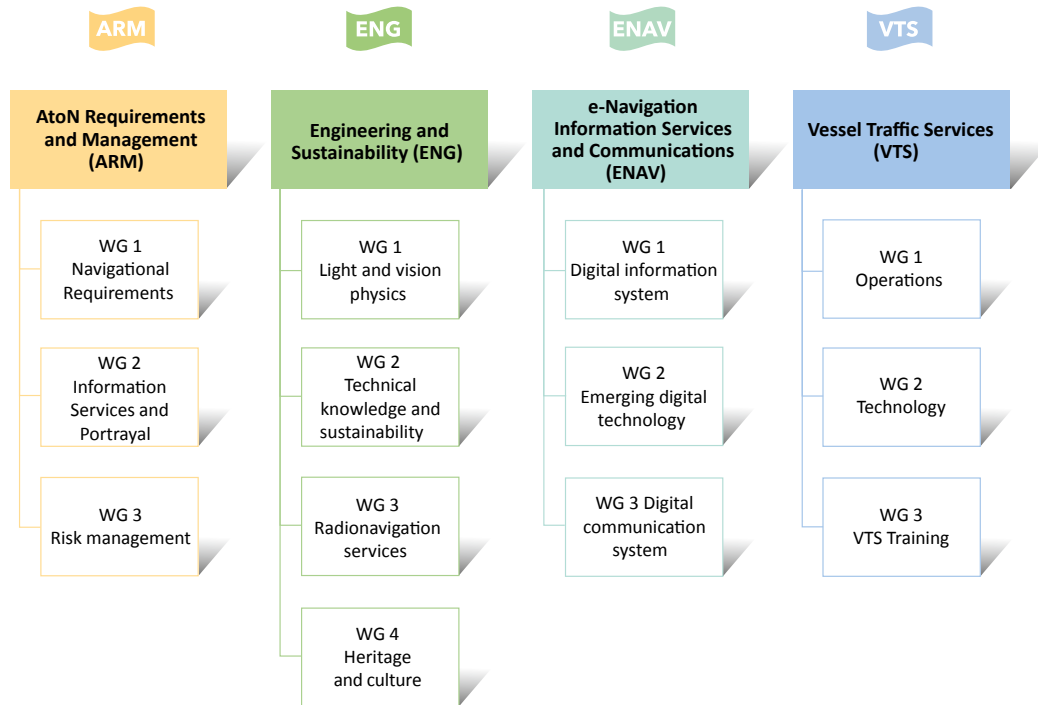 ARM
ENG
ENAV
VTS
AtoN Requirements
and Management
(ARM)
WG 1
Navigational
Requirements
WG 2
Information
Services and
Portrayal
WG 3
Risk management
Engineering and
Sustainability (ENG)
WG 1
Light and vision
physics
WG 2
Technical
knowledge and
sustainability
WG 3
Radionavigation
services
WG 4
Heritage
and culture
e-Navigation
Information Services
and Communications
(ENAV)
WG 1
Digital information
system
WG 2
Emerging digital
technology
WG 3 Digital
communication
system
Vessel Traffic Services
(VTS)
WG 1
Operations
WG 2
Technology
WG 3
VTS Training